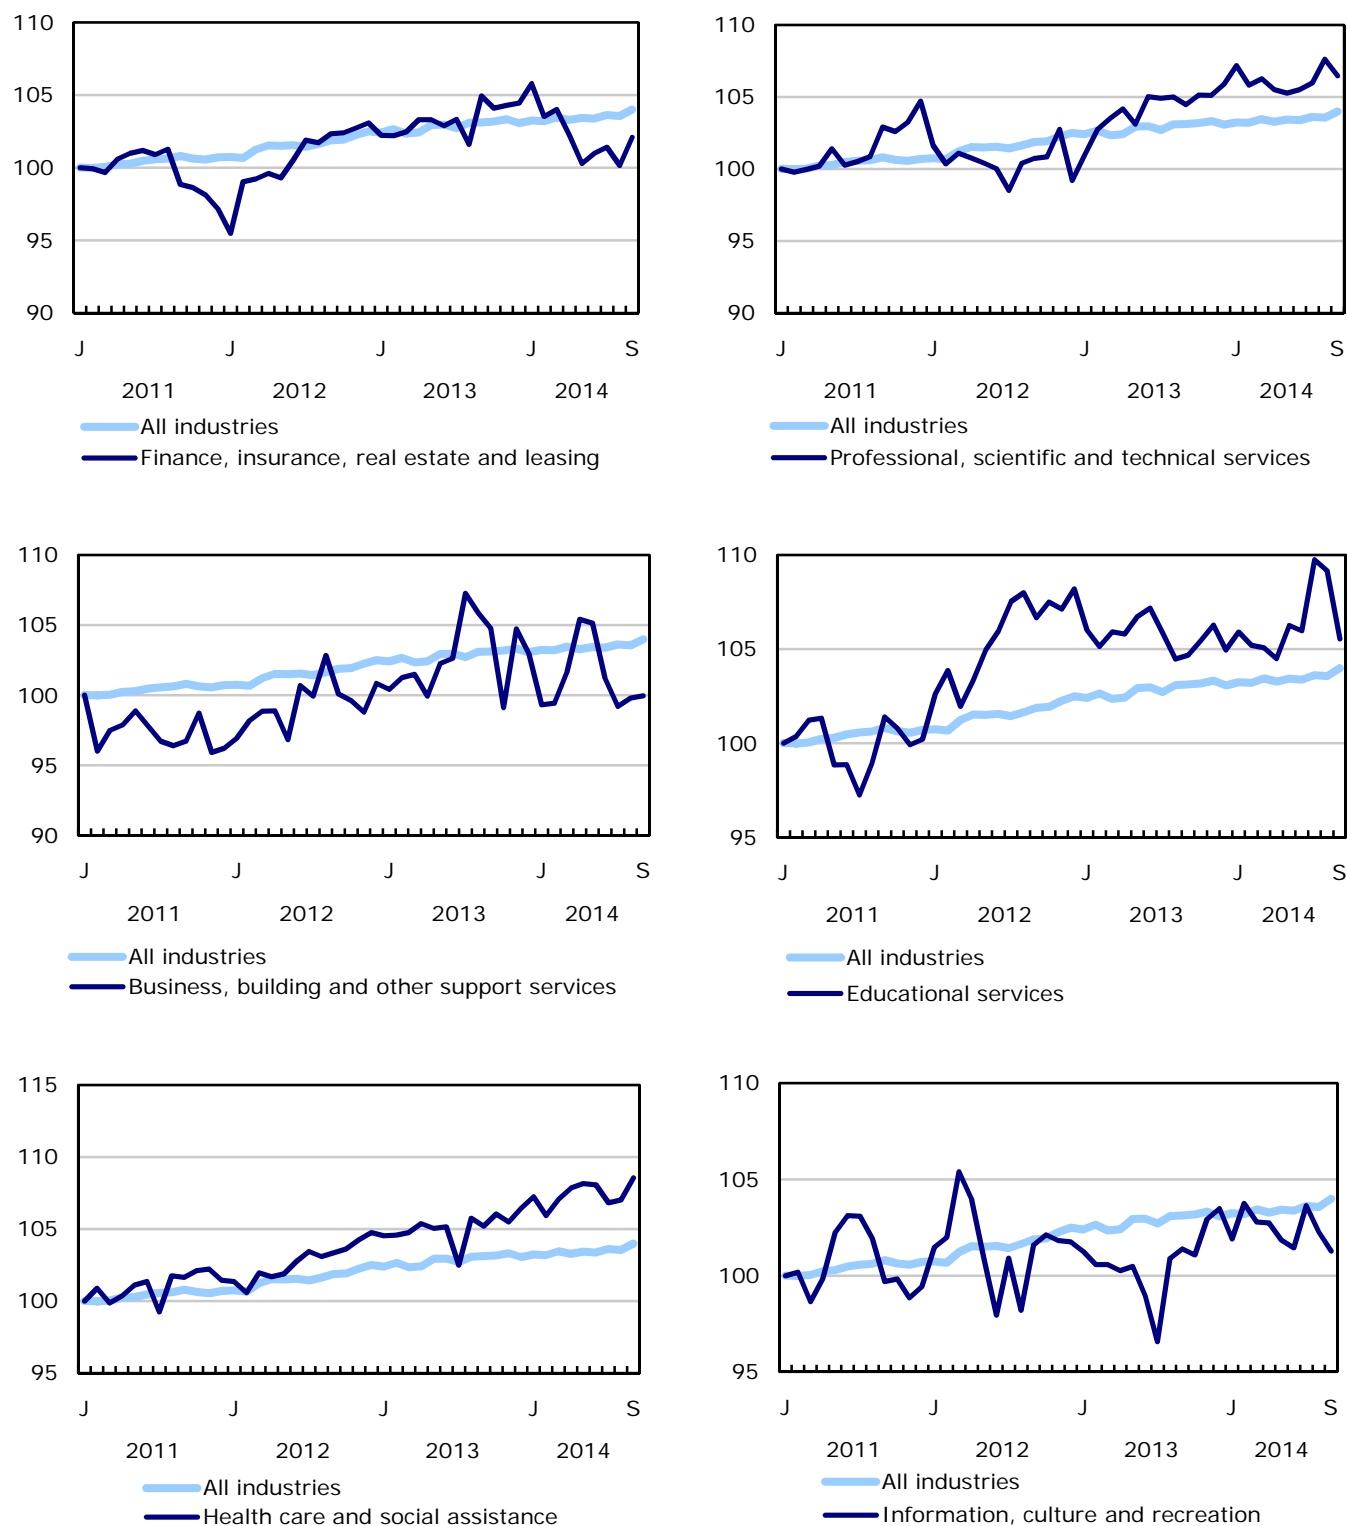 110
105
100
95
90
J J J J S
2011 2012 2013 2014
All industries
Finance, insurance, real estate and leasing
110
105
100
95
90
J J J J S
2011 2012 2013 2014
All industries
Professional, scientific and technical services
110
105
100
95
90
J J J J S
2011 2012 2013 2014
All industries
Business, building and other support services
110
105
100
95
J J J J S
2011 2012 2013 2014
All industries
Educational services
115
110
105
100
95
J J J J S
2011 2012 2013 2014
All industries
Health care and social assistance
110
105
100
95
J J J J S
2011 2012 2013 2014
All industries
Information, culture and recreation